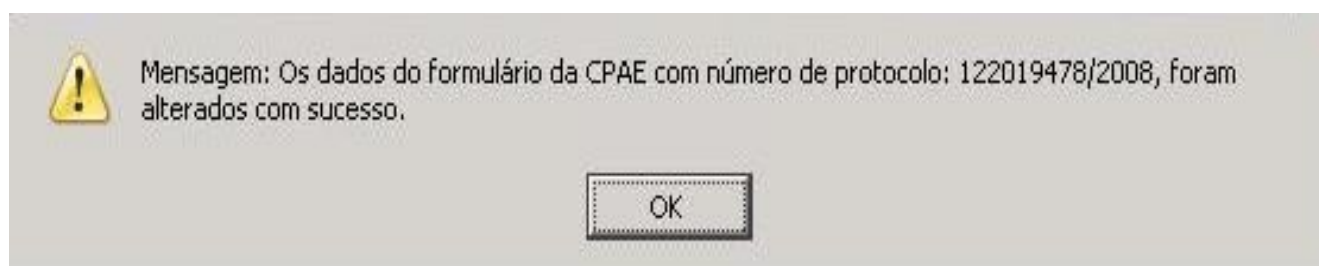 Mensagem: Os dados do formulário da CPAE com número de protocolo: 122019478/2008, foram
alterados com sucesso.
OK